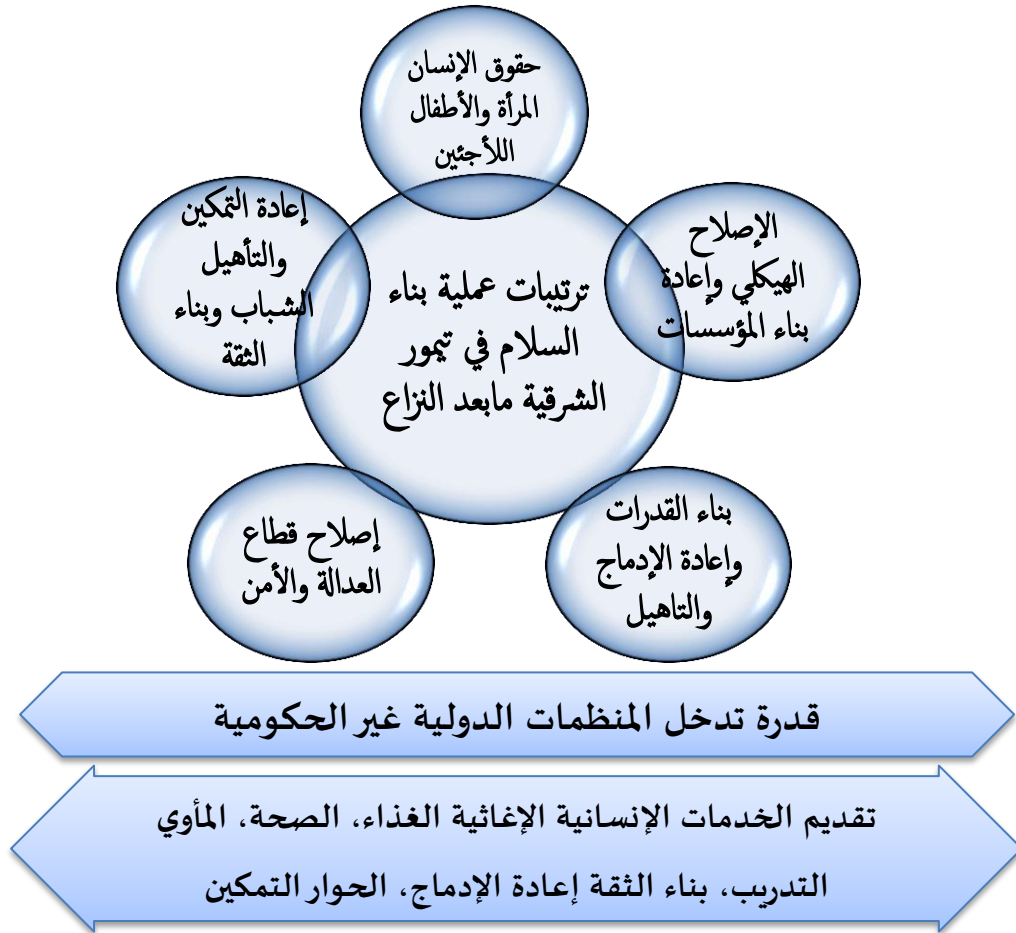 حقوق الإنسان
المرأة والأطفال
اللأجئين
الإصلاح
الهيكلي وإعادة
بناء المؤسسات
إعادة التمكين
والتأهيل
الشباب وبناء
الثقة
ترتيبات عملية بناء
السلام في تيمور
الشرقية مابعد النزاع
بناء القدرات
وإعادة الإدماج
والتاهيل
إصلاح قطاع
العدالة والأمن
قدرة تدخل المنظمات الدولية غير الحكومية
تقديم الخدمات الإنسانية الإغاثية الغذاء، الصحة، المأوي
التدريب، بناء الثقة إعادة الإدماج، الحوار التمكين